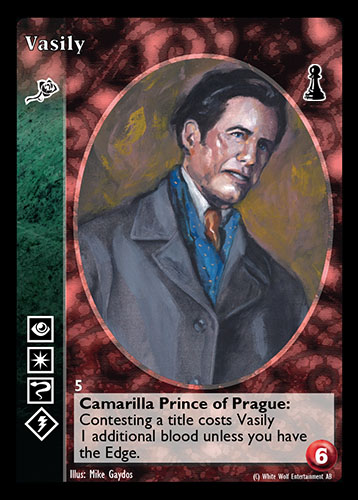 Vasily
5
Camarilla Prince of Prague:
Contesting a title costs Vasily
1 additional blood unless you have
the Edge.
6
Illus: Mike Gaydos
(C) White Wolf Entertainment AB